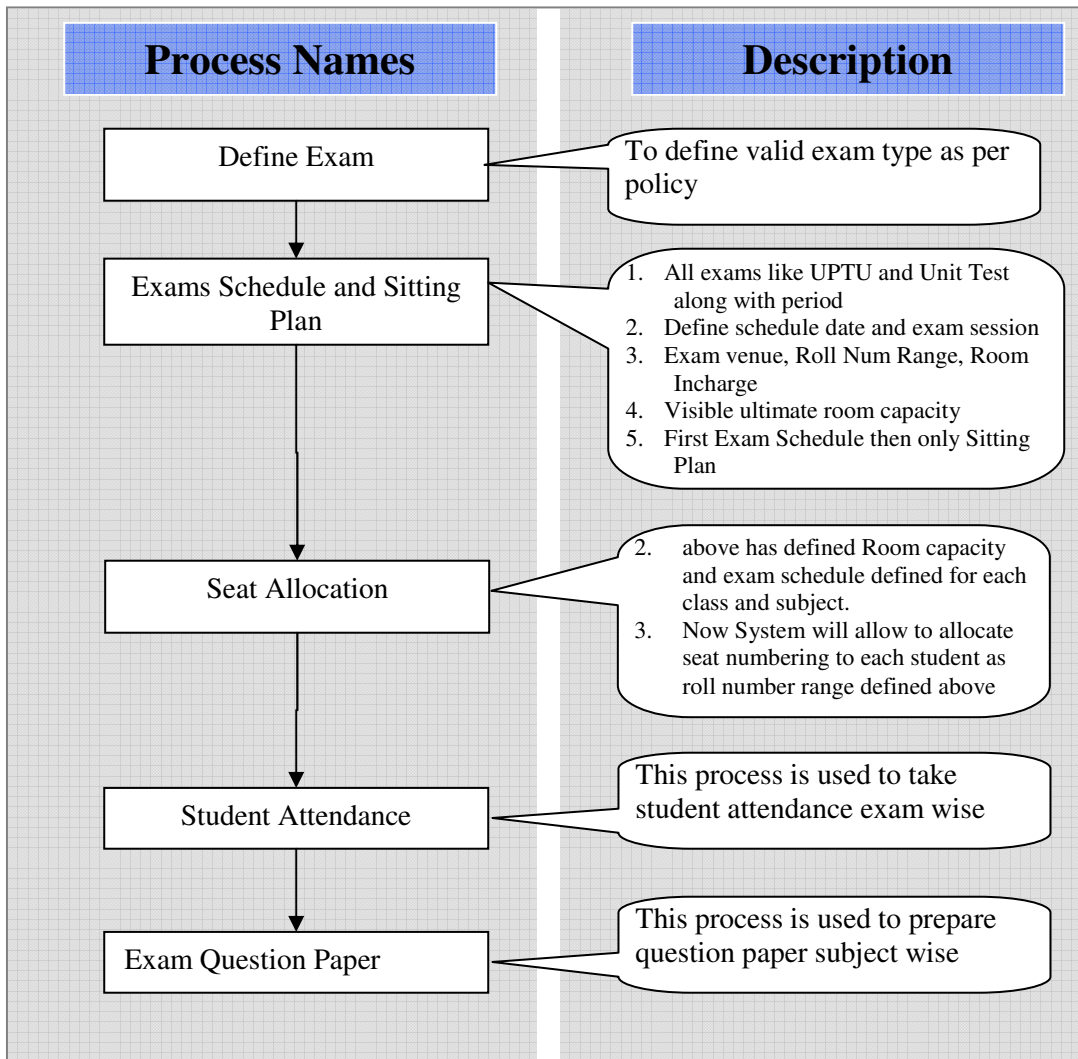 Process Names
Description
Define Exam
To define valid exam type as per
policy
Exams Schedule and Sitting
Plan
1. All exams like UPTU and Unit Test
along with period
2. Define schedule date and exam session
3. Exam venue, Roll Num Range, Room
Incharge
4. Visible ultimate room capacity
5. First Exam Schedule then only Sitting
Plan
Seat Allocation
2. above has defined Room capacity
and exam schedule defined for each
class and subject.
3. Now System will allow to allocate
seat numbering to each student as
roll number range defined above
Student Attendance
This process is used to take
student attendance exam wise
Exam Question Paper
This process is used to prepare
question paper subject wise